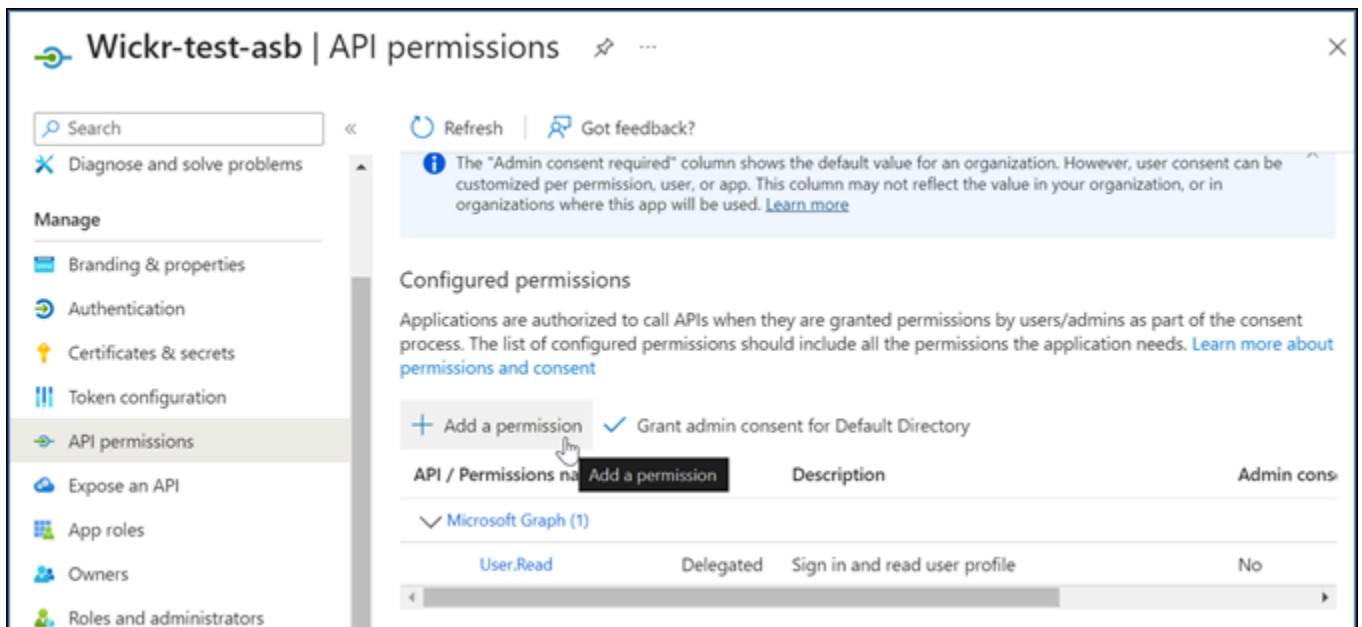 Wickr-test-asb | API permissions
Search
Refresh
Got feedback?
Diagnose and solve problems
The "Admin consent required" column shows the default value for an organization. However, user consent can be
customized per permission, user, or app. This column may not reflect the value in your organization, or in
organizations where this app will be used. Learn more
Manage
Branding & properties
Authentication
Certificates & secrets
Token configuration
API permissions
Expose an API
App roles
Owners
Roles and administrators
Configured permissions
Applications are authorized to call APIs when they are granted permissions by users/admins as part of the consent
process. The list of configured permissions should include all the permissions the application needs. Learn more about
permissions and consent
Add a permission
Grant admin consent for Default Directory
API / Permissions na
Add a permission
Description
Admin cons
Microsoft Graph (1)
User.Read
Delegated
Sign in and read user profile
No